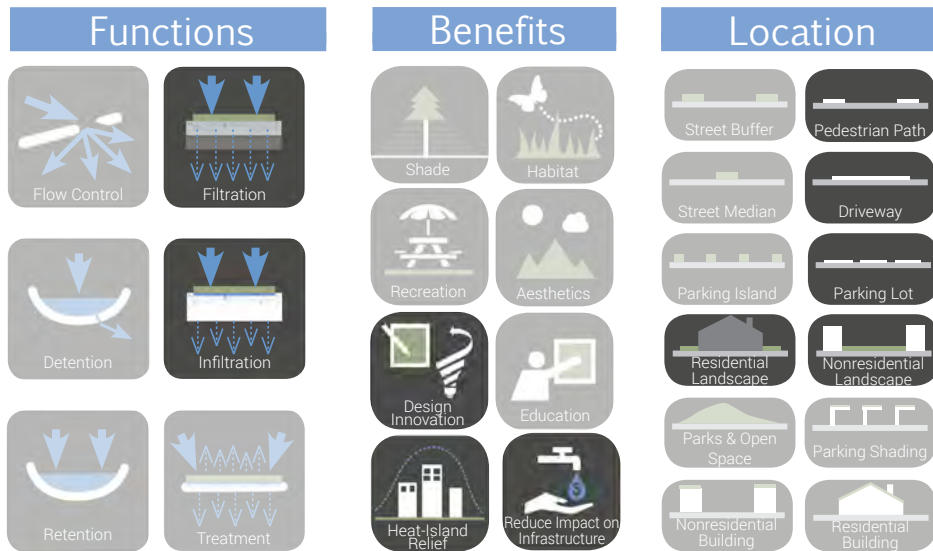 Functions
Benefits
Location
Flow Control
Filtration
Detention
Infiltration
Retention
Treatment
Shade
Habitat
Recreation
Aesthetics
Design
Innovation
Education
Heat-Island
Relief
Reduce Impact on
Infrastructure
$
Street Buffer
Pedestrian Path
Street Median
Driveway
Parking Island
Parking Lot
Residential
Landscape
Nonresidential
Landscape
Parks & Open
Space
Parking Shading
Nonresidential
Building
Residential
Building